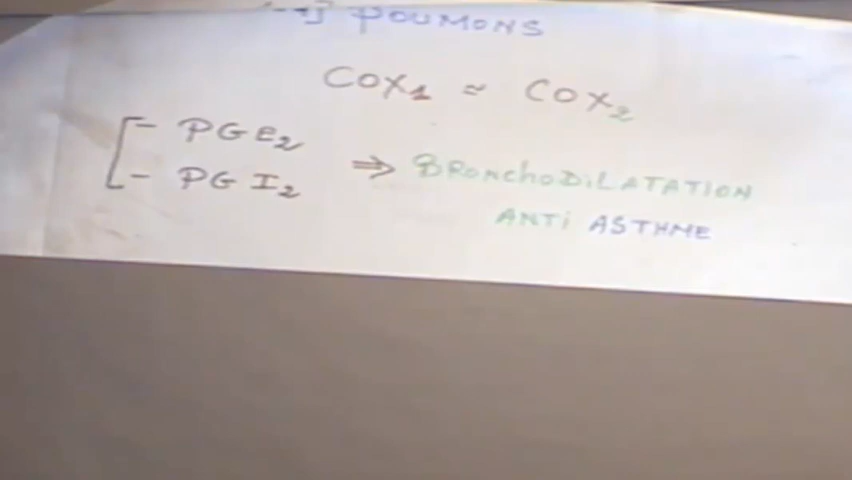 POUMONS
COX1 ≈ COX2
- PGE2
- PGI2 ⇒ BRONCHODILATATION
ANTI ASTHME